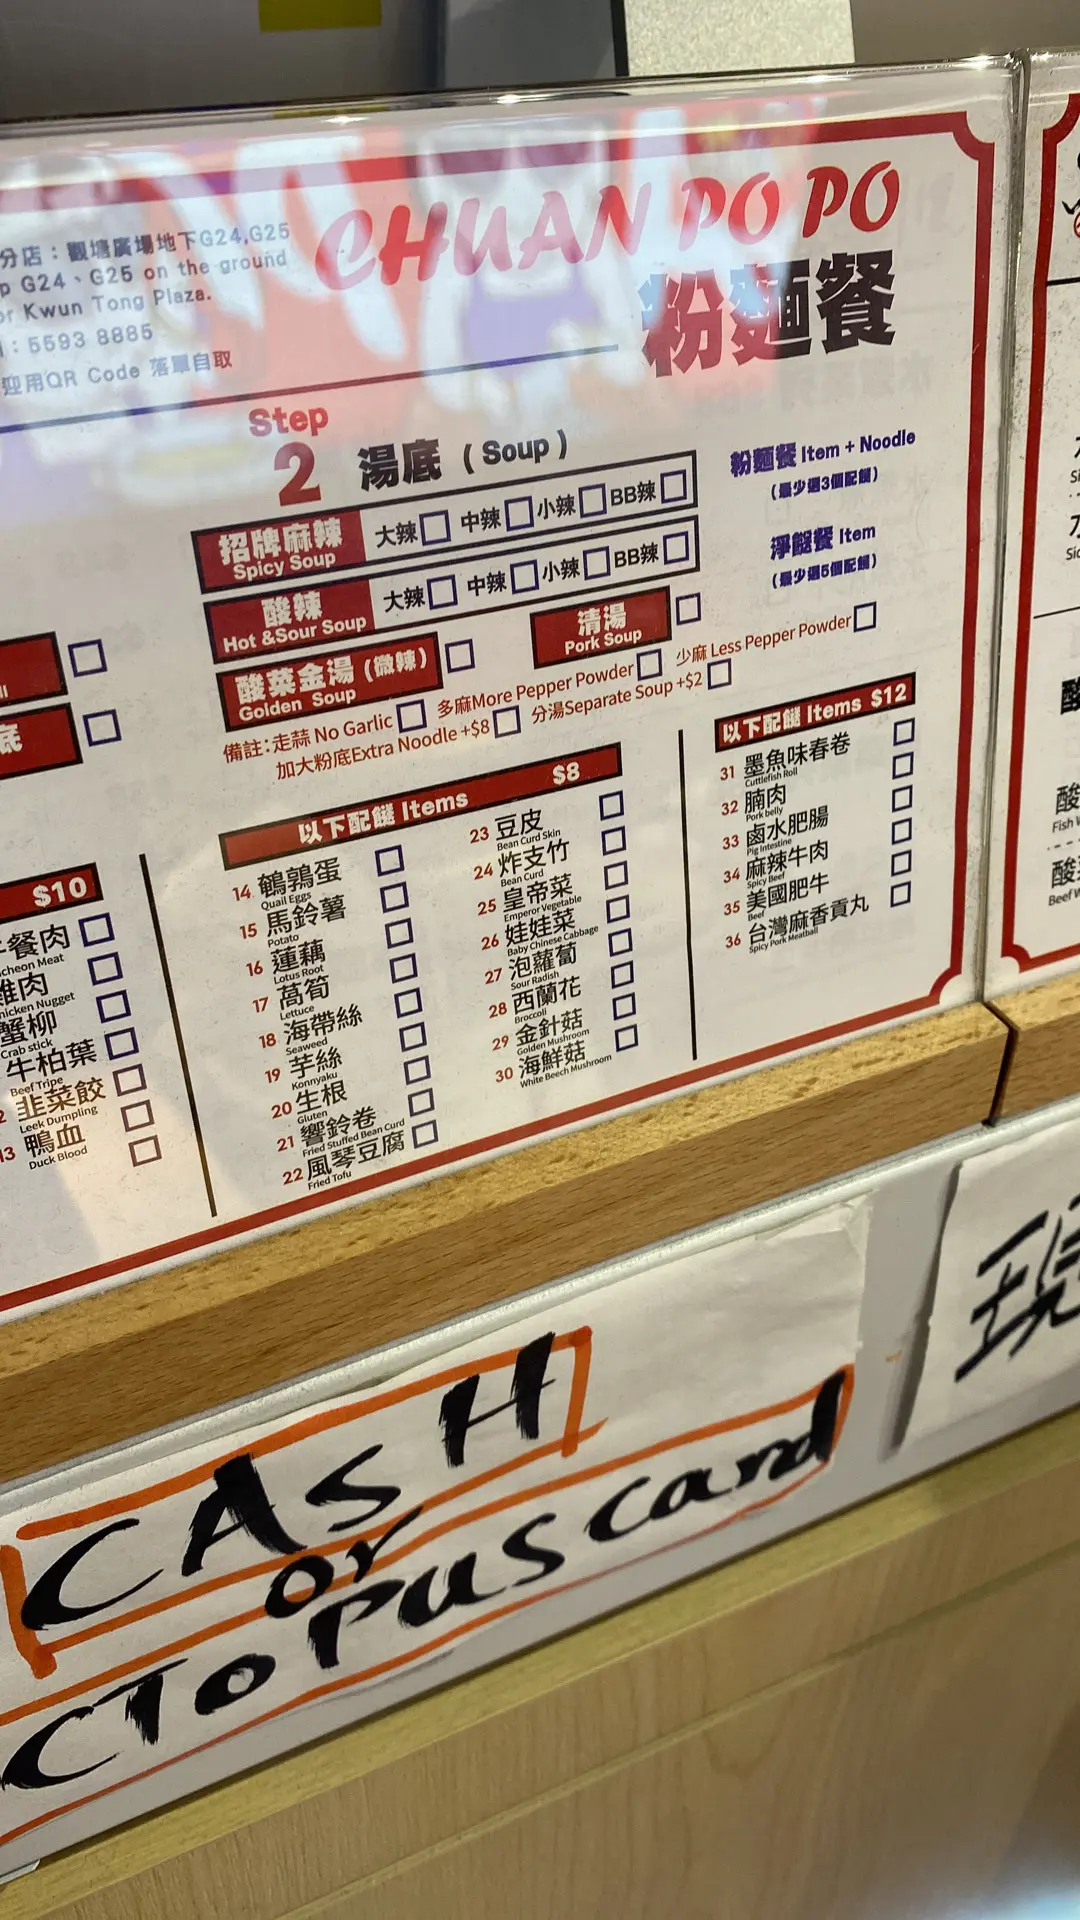 CHUAN PO PO
粉麵餐
分店：觀塘廣場地下G24,G25
G24、G25 on the ground
Kwun Tong Plaza.
: 5593 8885
迎用QR Code 落單自取
Step
2 湯底 ( Soup )
招牌麻辣 大辣 中辣 小辣 BB辣
Spicy Soup
酸辣 大辣 中辣 小辣 BB辣
Hot &Sour Soup
酸菜金湯 (微辣)
Golden Soup
清湯
Pork Soup
粉麵餐 Item + Noodle
(最少選3個配餸)
淨餸餐 Item
(最少選5個配餸)
備註：走蒜 No Garlic 多麻More Pepper Powder 少麻 Less Pepper Powder
加大粉底Extra Noodle +$8 分湯Separate Soup +$2
底
$10
餐肉
Meat
雞肉
Nugget
蟹柳
Crab stick
牛柏葉
Beef Tripe
韭菜餃
Leek Dumpling
13 鴨血
Duck Blood
以下配餸 Items $8
14 鵪鶉蛋
Quail Eggs
15 馬鈴薯
Potato
16 蓮藕
Lotus Root
17 萵筍
Lettuce
18 海帶絲
Seaweed
19 芋絲
Konnyaku
20 生根
Gluten
21 響鈴卷
Fried Stuffed Bean Curd
22 風琴豆腐
Fried Tofu
23 豆皮
Bean Curd Skin
24 炸支竹
Bean Curd
25 皇帝菜
Emperor Vegetable
26 娃娃菜
Baby Chinese Cabbage
27 泡蘿蔔
Sour Radish
28 西蘭花
Broccoli
29 金針菇
Golden Mushroom
30 海鮮菇
White Beech Mushroom
以下配餸 Items $12
31 墨魚味春卷
Cuttlefish Roll
32 腩肉
Pork belly
33 鹵水肥腸
Pig Intestine
34 麻辣牛肉
Spicy Beef
35 美國肥牛
Beef
36 台灣麻香貢丸
Spicy Pork Meatball
酸
Fish
酸
Beef
CASH
or
CTOPUS card
現